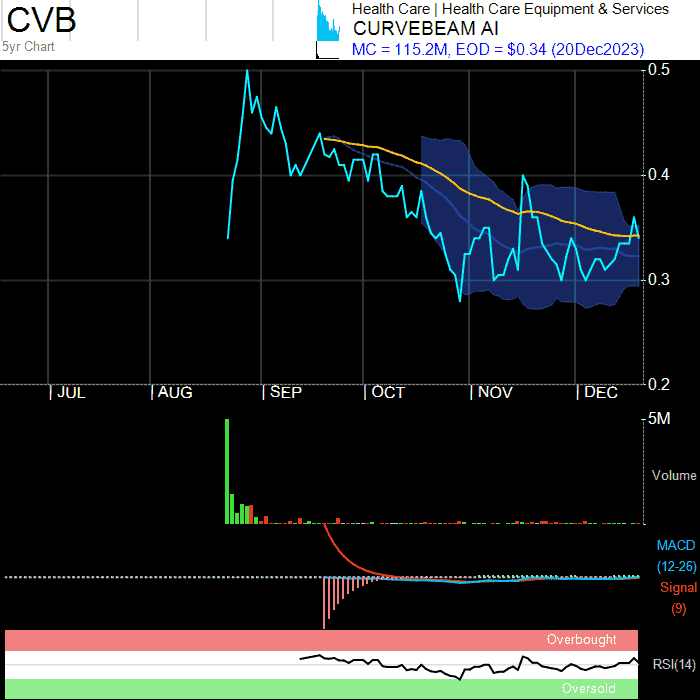 CVB
5yr Chart
Health Care | Health Care Equipment & Services
CURVEBEAM AI
MC = 115.2M, EOD = $0.34 (20Dec2023)
0.5
0.4
0.3
0.2
| JUL | AUG | SEP | OCT | NOV | DEC
5M
Volume
MACD
(12-26)
Signal
(9)
Overbought
RSI(14)
Oversold